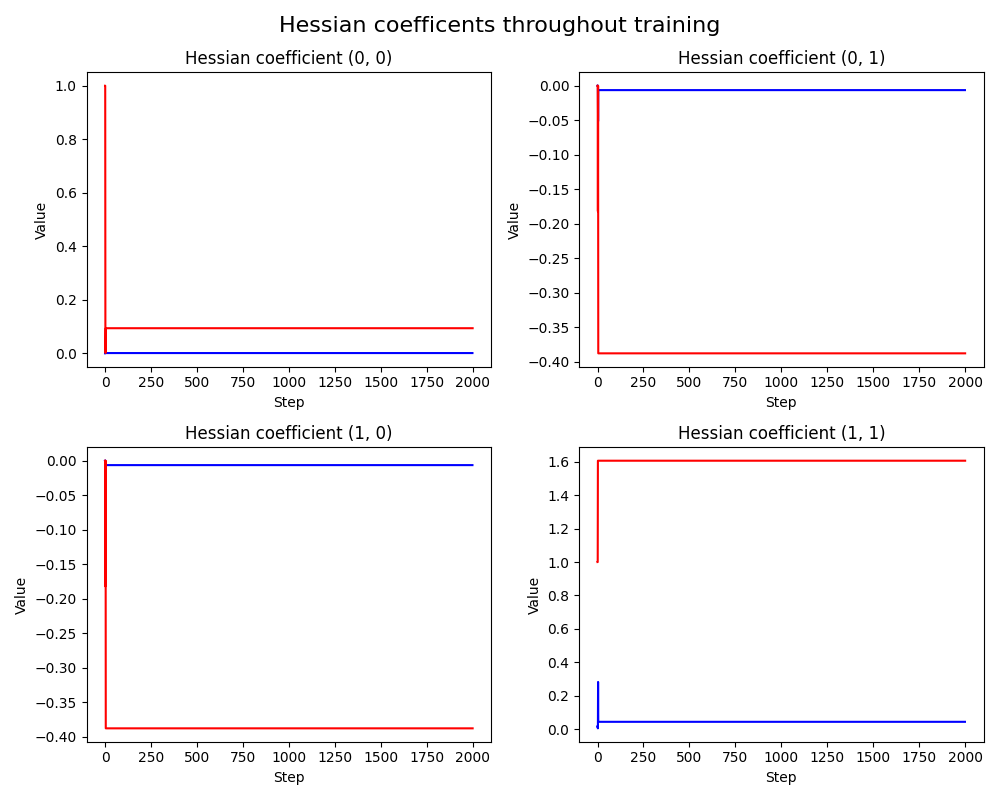 Hessian coefficents throughout training
Hessian coefficient (0, 0)
1.0
0.8
0.6
0.4
0.2
0.0
Value
0 250 500 750 1000 1250 1500 1750 2000
Step
Hessian coefficient (0, 1)
0.00
−0.05
−0.10
−0.15
−0.20
−0.25
−0.30
−0.35
−0.40
Value
0 250 500 750 1000 1250 1500 1750 2000
Step
Hessian coefficient (1, 0)
0.00
−0.05
−0.10
−0.15
−0.20
−0.25
−0.30
−0.35
−0.40
Value
0 250 500 750 1000 1250 1500 1750 2000
Step
Hessian coefficient (1, 1)
1.6
1.4
1.2
1.0
0.8
0.6
0.4
0.2
0.0
Value
0 250 500 750 1000 1250 1500 1750 2000
Step